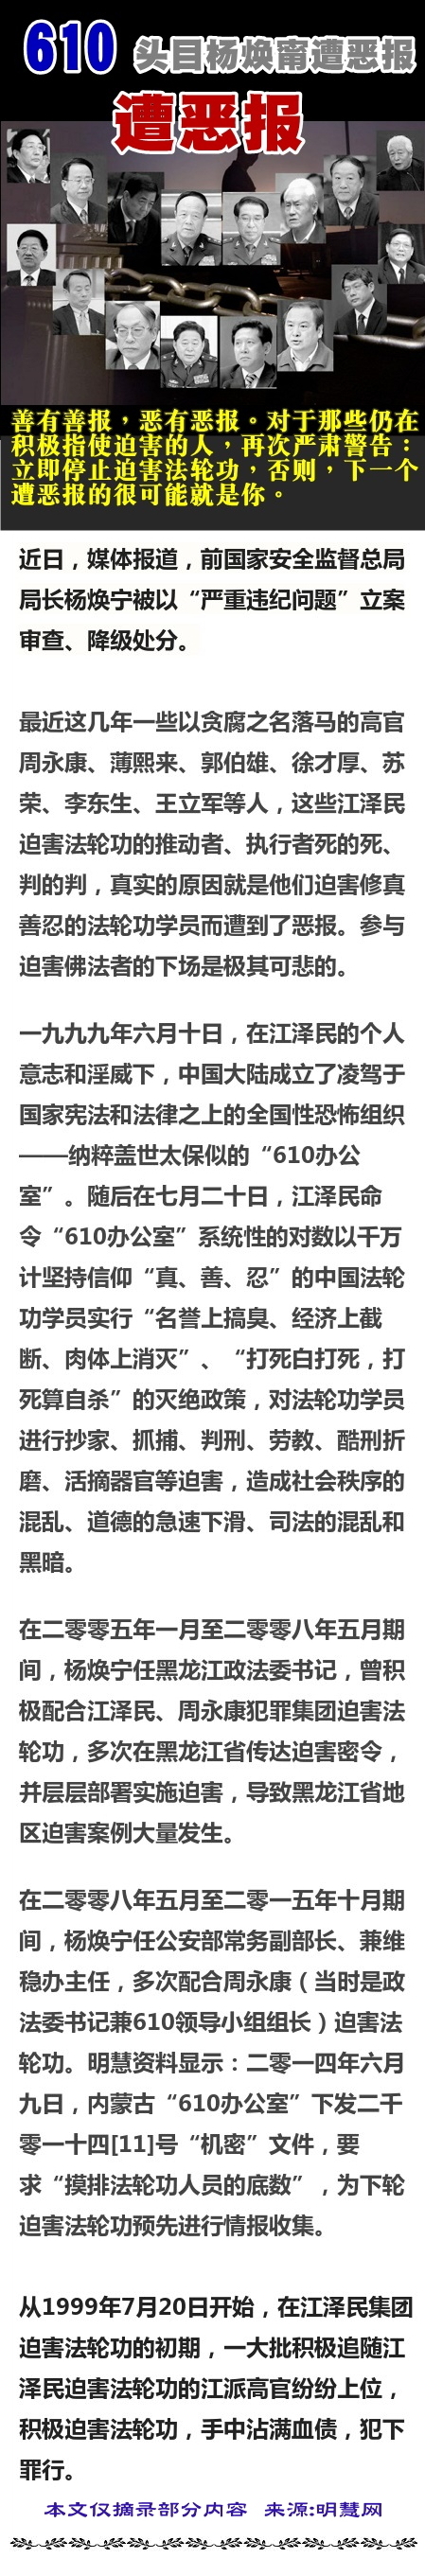 610 头目杨焕甯遭恶报
遭恶报
善有善报，恶有恶报。对于那些仍在
积极指使迫害的人，再次严肃警告：
立即停止迫害法轮功，否则，下一个
遭恶报的很可能就是你。
近日，媒体报道，前国家安全监督总局
局长杨焕宁被以“严重违纪问题”立案
审查、降级处分。
最近这几年一些以贪腐之名落马的高官
周永康、薄熙来、郭伯雄、徐才厚、苏
荣、李东生、王立军等人，这些江泽民
迫害法轮功的推动者、执行者死的死、
判的判，真实的原因就是他们迫害修真
善忍的法轮功学员而遭到了恶报。参与
迫害佛法者的下场是极其可悲的。
一九九九年六月十日，在江泽民的个人
意志和淫威下，中国大陆成立了凌驾于
国家宪法和法律之上的全国性恐怖组织
——纳粹盖世太保似的“610办公
室”。随后在七月二十日，江泽民命
令“610办公室”系统性的对数以千万
计坚持信仰“真、善、忍”的中国法轮
功学员实行“名誉上搞臭、经济上截
断、肉体上消灭”、“打死白打死，打
死算自杀”的灭绝政策，对法轮功学员
进行抄家、抓捕、判刑、劳教、酷刑折
磨、活摘器官等迫害，造成社会秩序的
混乱、道德的急速下滑、司法的混乱和
黑暗。
在二零零五年一月至二零零八年五月期
间，杨焕宁任黑龙江政法委书记，曾积
极配合江泽民、周永康犯罪集团迫害法
轮功，多次在黑龙江省传达迫害密令，
并层层部署实施迫害，导致黑龙江省地
区迫害案例大量发生。
在二零零八年五月至二零一五年十月期
间，杨焕宁任公安部常务副部长、兼维
稳办主任，多次配合周永康（当时是政
法委书记兼610领导小组组长）迫害法
轮功。明慧资料显示：二零一四年六月
九日，内蒙古“610办公室”下发二千
零一十四[11]号“机密”文件，要
求“摸排法轮功人员的底数”，为下轮
迫害法轮功预先进行情报收集。
从1999年7月20日开始，在江泽民集团
迫害法轮功的初期，一大批积极追随江
泽民迫害法轮功的江派高官纷纷上位，
积极迫害法轮功，手中沾满血债，犯下
罪行。
本文仅摘录部分内容 来源:明慧网